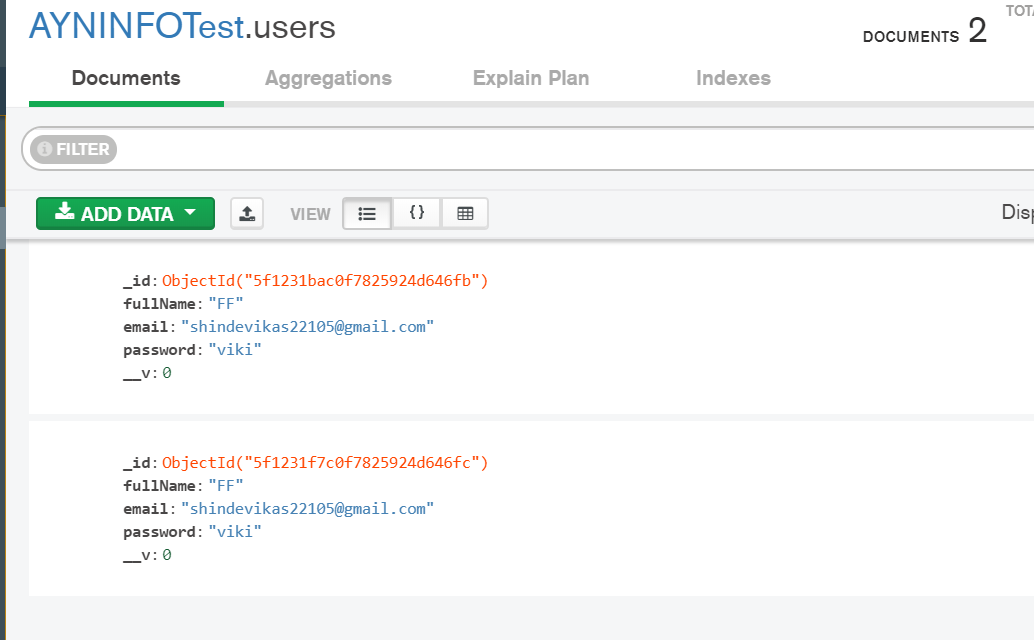 AYNINFOTest.users
DOCUMENTS 2
Documents Aggregations Explain Plan Indexes
FILTER
ADD DATA VIEW {}
_id: ObjectId("5f1231bac0f7825924d646fb")
fullName: "FF"
email: "shindevikas22105@gmail.com"
password: "viki"
__v: 0
_id: ObjectId("5f1231f7c0f7825924d646fc")
fullName: "FF"
email: "shindevikas22105@gmail.com"
password: "viki"
__v: 0